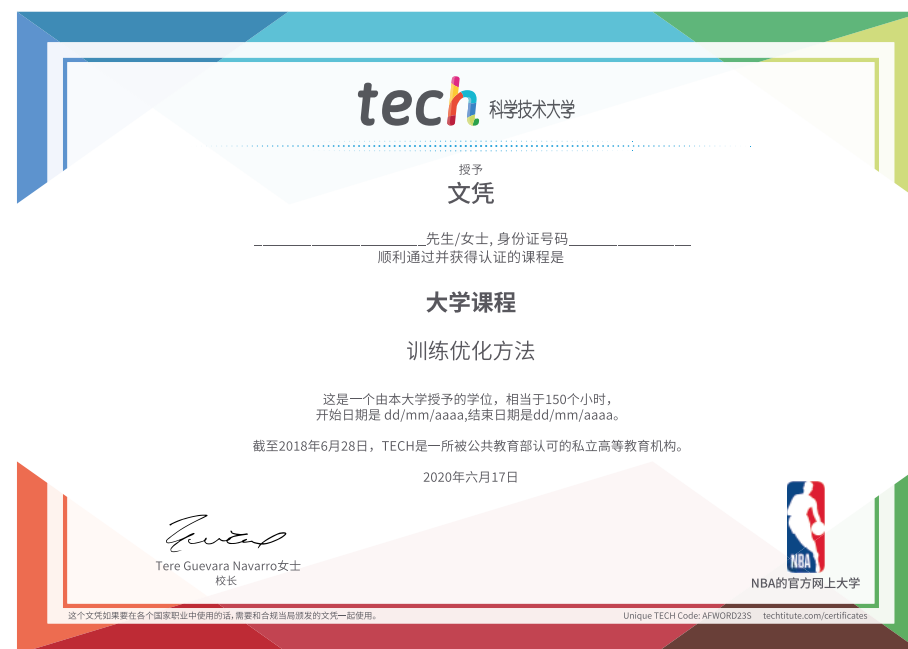 tech 科学技术大学
授予
文凭
________________________先生/女士, 身份证号码_________________
顺利通过并获得认证的课程是
大学课程
训练优化方法
这是一个由本大学授予的学位，相当于150个小时，
开始日期是 dd/mm/aaaa,结束日期是dd/mm/aaaa。
截至2018年6月28日，TECH是一所被公共教育部认可的私立高等教育机构。
2020年六月17日
NBA
Tere Guevara Navarro女士
校长
NBA的官方网上大学
这个文凭如果要在各个国家职业中使用的话,需要和合规当局颁发的文凭一起使用。
Unique TECH Code: AFWORD23S techtitute.com/certificates